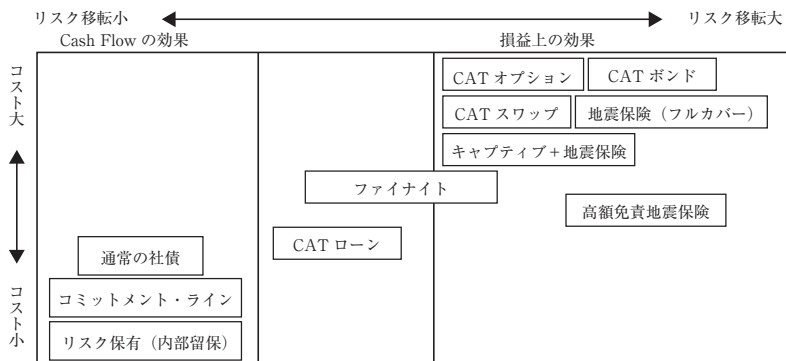 リスク移転小
リスク移転大
Cash Flow の効果
損益上の効果
コスト大
コスト小
CAT オプション
CAT ボンド
CAT スワップ
地震保険（フルカバー）
キャプティブ＋地震保険
ファイナイト
高額免責地震保険
CAT ローン
通常の社債
コミットメント・ライン
リスク保有（内部留保）